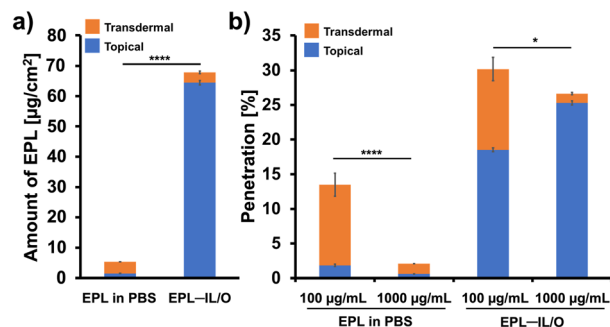 a)
Transdermal
Topical
****
Amount of EPL [µg/cm²]
80
70
60
50
40
30
20
10
0
EPL in PBS
EPL—IL/O
b)
Transdermal
Topical
*
****
Penetration [%]
35
30
25
20
15
10
5
0
100 µg/mL 1000 µg/mL 100 µg/mL 1000 µg/mL
EPL in PBS
EPL—IL/O